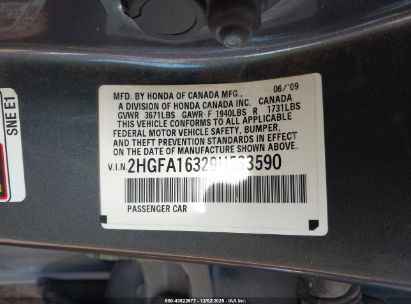 SNE E1
MFD. BY HONDA OF CANADA MFG., 06/'09
A DIVISION OF HONDA CANADA INC. CANADA
GVWR 3671LBS GAWR F 1940LBS R 1731LBS
THIS VEHICLE CONFORMS TO ALL APPLICABLE
FEDERAL MOTOR VEHICLE SAFETY, BUMPER,
AND THEFT PREVENTION STANDARDS IN EFFECT
ON THE DATE OF MANUFACTURE SHOWN ABOVE.
V.I.N.
PASSENGER CAR